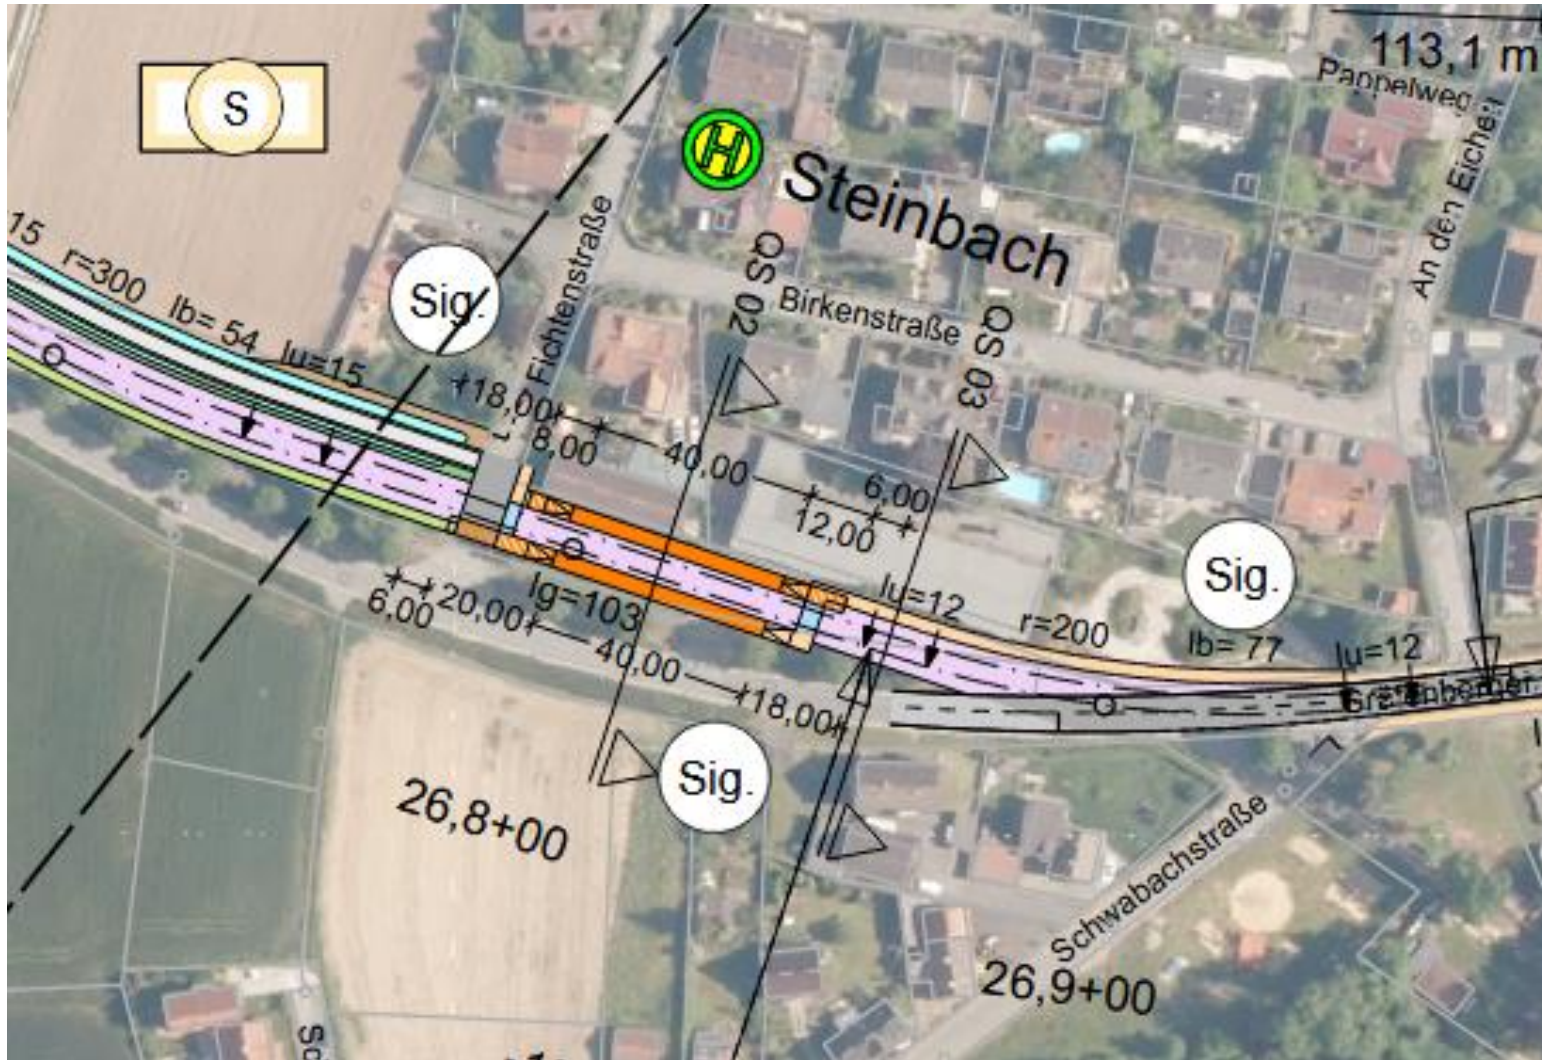 113,1 m
Pappelweg
S
H
Steinbach
An den Eichen
Fichtenstraße
15
r=300
QS 02
Sig.
Birkenstraße
QS 03
lb= 54
lu=15
18,00
8,00
40,00
6,00
12,00
Sig.
lg=103
lu=12
r=200
lb= 77
lu=12
6,00
20,00
40,00
18,00
Gräfenberger
Sig.
26,8+00
Schwabachstraße
26,9+00